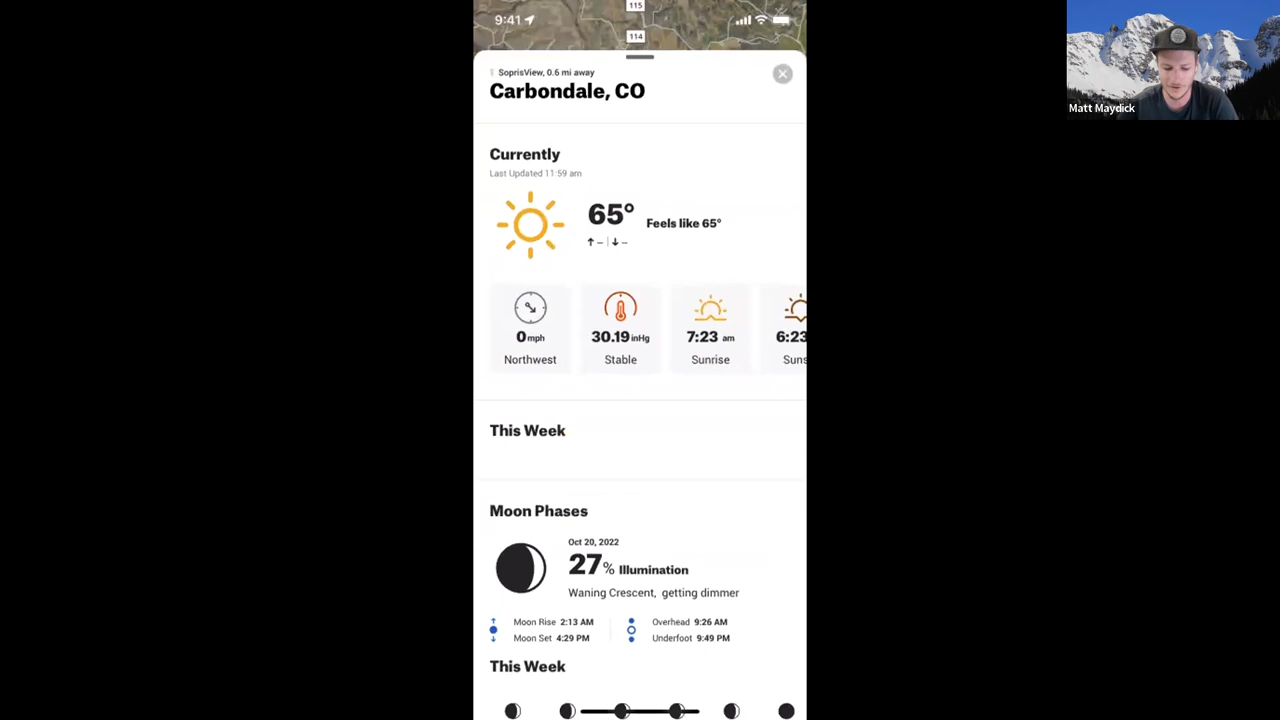 115
9:41
114
SoprisView, 0.6 mi away
Carbondale, CO
Matt Maydick
Currently
Last Updated 11:59 am
65°
Feels like 65°
↑ -- | ↓ --
0 mph
30.19 inHg
7:23 am
6:23
Northwest
Stable
Sunrise
Suns
This Week
Moon Phases
Oct 20, 2022
27% Illumination
Waning Crescent, getting dimmer
Moon Rise 2:13 AM
Overhead 9:26 AM
Moon Set 4:29 PM
Underfoot 9:49 PM
This Week